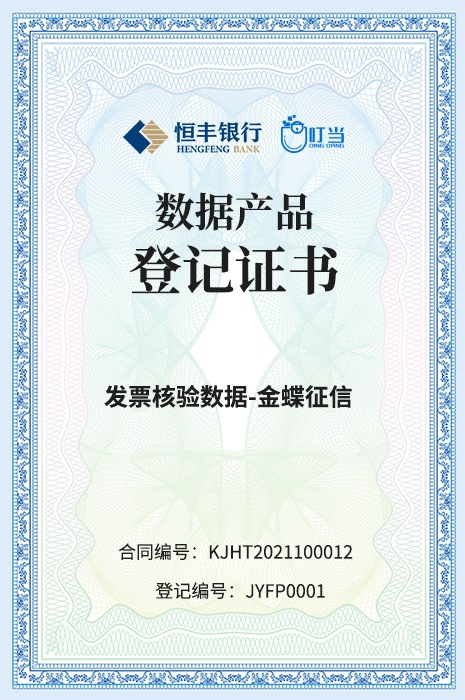 恒丰银行 叮当
HENGFENG BANK DING DANG
数据产品
登记证书
发票核验数据-金蝶征信
合同编号：KJHT2021100012
登记编号：JYFP0001